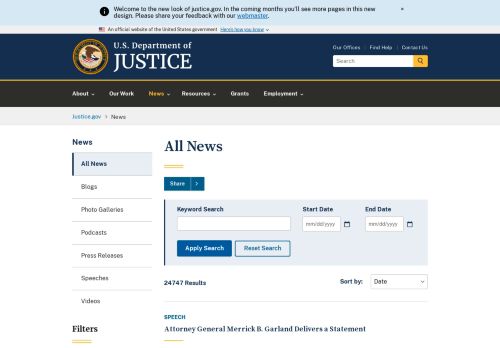 Welcome to the new look of justice.gov. In the coming months you'll see more pages in this new
design. Please share your feedback with our webmaster.
×
An official website of the United States government Here's how you know
U.S. Department of
JUSTICE
Our Offices | Find Help | Contact Us
Search
About
Our Work
News
Resources
Grants
Employment
Justice.gov > News
News
All News
Blogs
Photo Galleries
Podcasts
Press Releases
Speeches
Videos
Filters
All News
Share
Keyword Search
Start Date
End Date
mm/dd/yyyy
mm/dd/yyyy
Apply Search
Reset Search
24747 Results
Sort by:
Date
SPEECH
Attorney General Merrick B. Garland Delivers a Statement